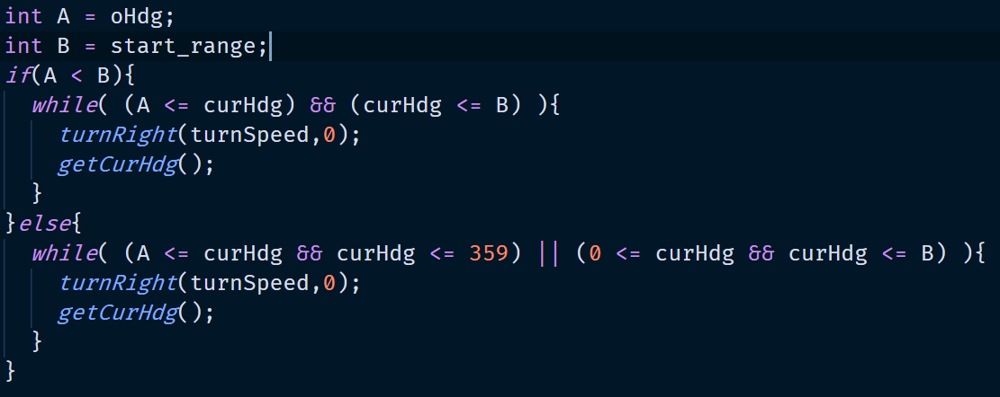 int A = oHdg;
int B = start_range;
if(A < B){
  while( (A <= curHdg) && (curHdg <= B) ){
    turnRight(turnSpeed,0);
    getCurHdg();
  }
}else{
  while( (A <= curHdg && curHdg <= 359) || (0 <= curHdg && curHdg <= B) ){
    turnRight(turnSpeed,0);
    getCurHdg();
  }
}